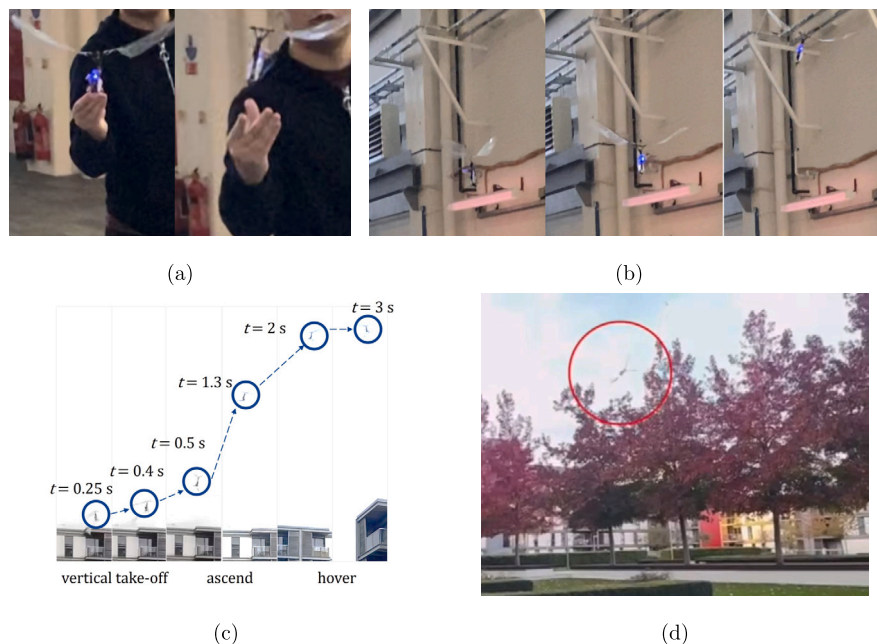 (a)
(b)
t = 3 s
t = 2 s
t = 1.3 s
t = 0.5 s
t = 0.4 s
t = 0.25 s
vertical take-off
ascend
hover
(c)
(d)